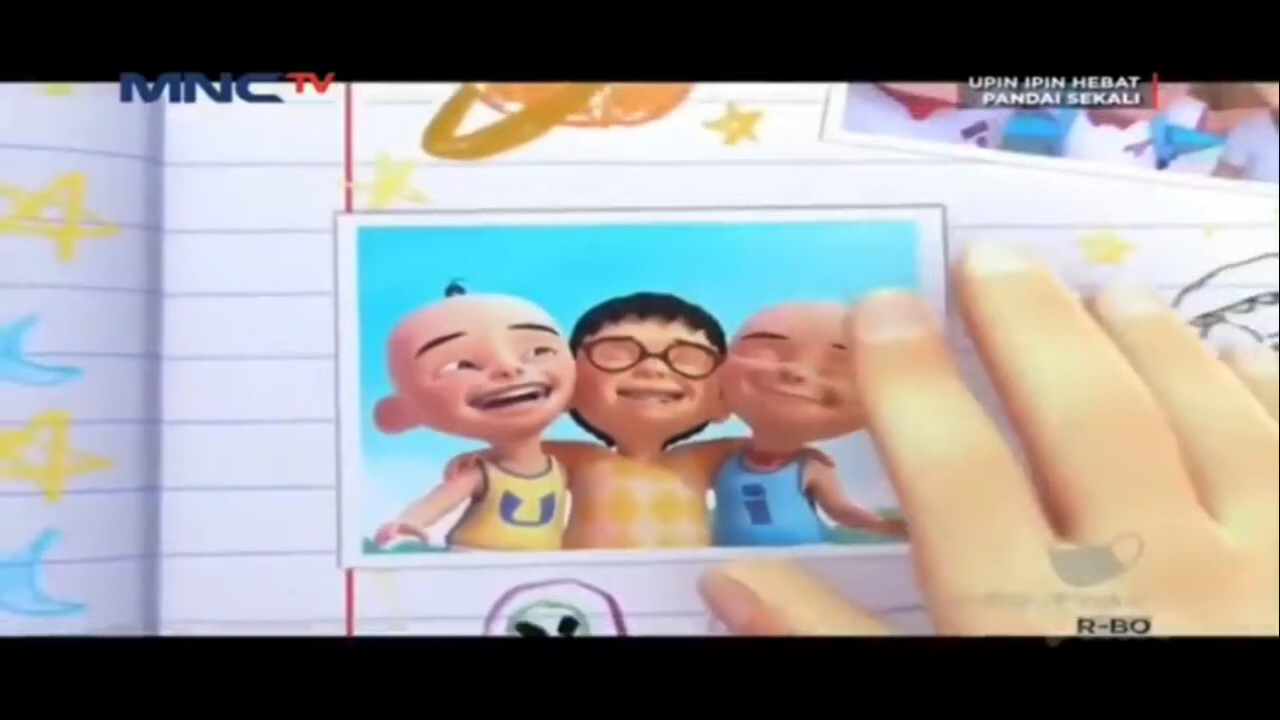 MNCTV
UPIN IPIN HEBAT
PANDAI SEKALI
U
i
R-BO